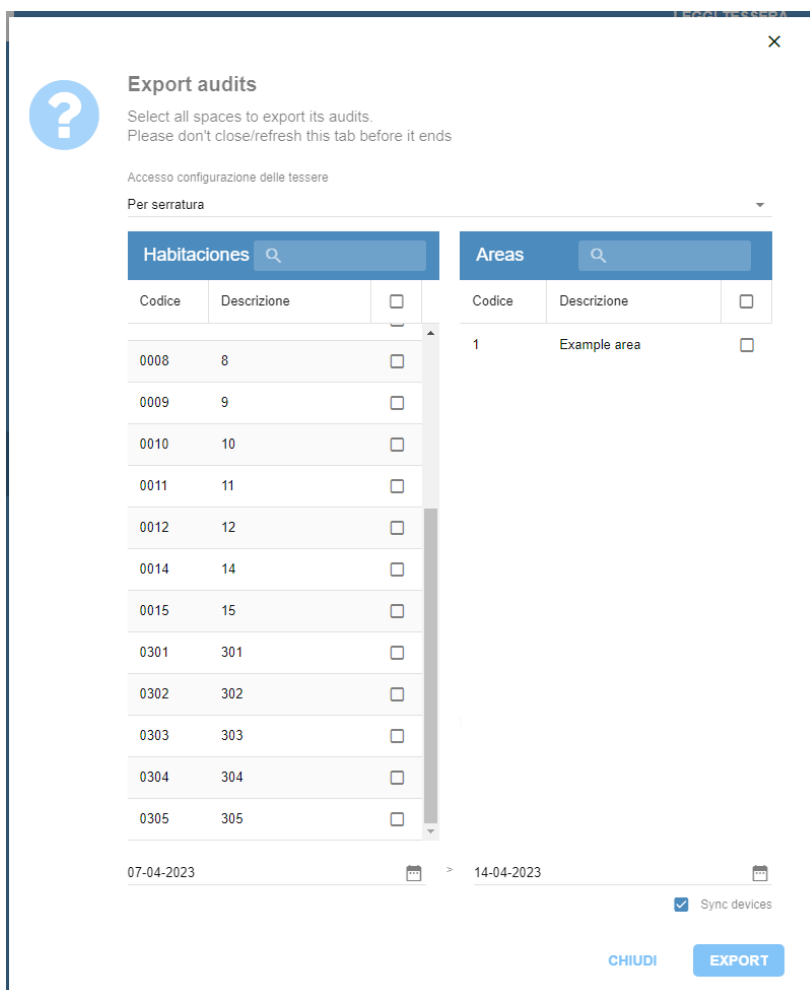 LEGGI TESSERA
Export audits
Select all spaces to export its audits.
Please don't close/refresh this tab before it ends
Accesso configurazione delle tessere
Per serratura
Habitaciones
Codice Descrizione
0008 8
0009 9
0010 10
0011 11
0012 12
0014 14
0015 15
0301 301
0302 302
0303 303
0304 304
0305 305
Areas
Codice Descrizione
1 Example area
07-04-2023 > 14-04-2023
Sync devices
CHIUDI EXPORT